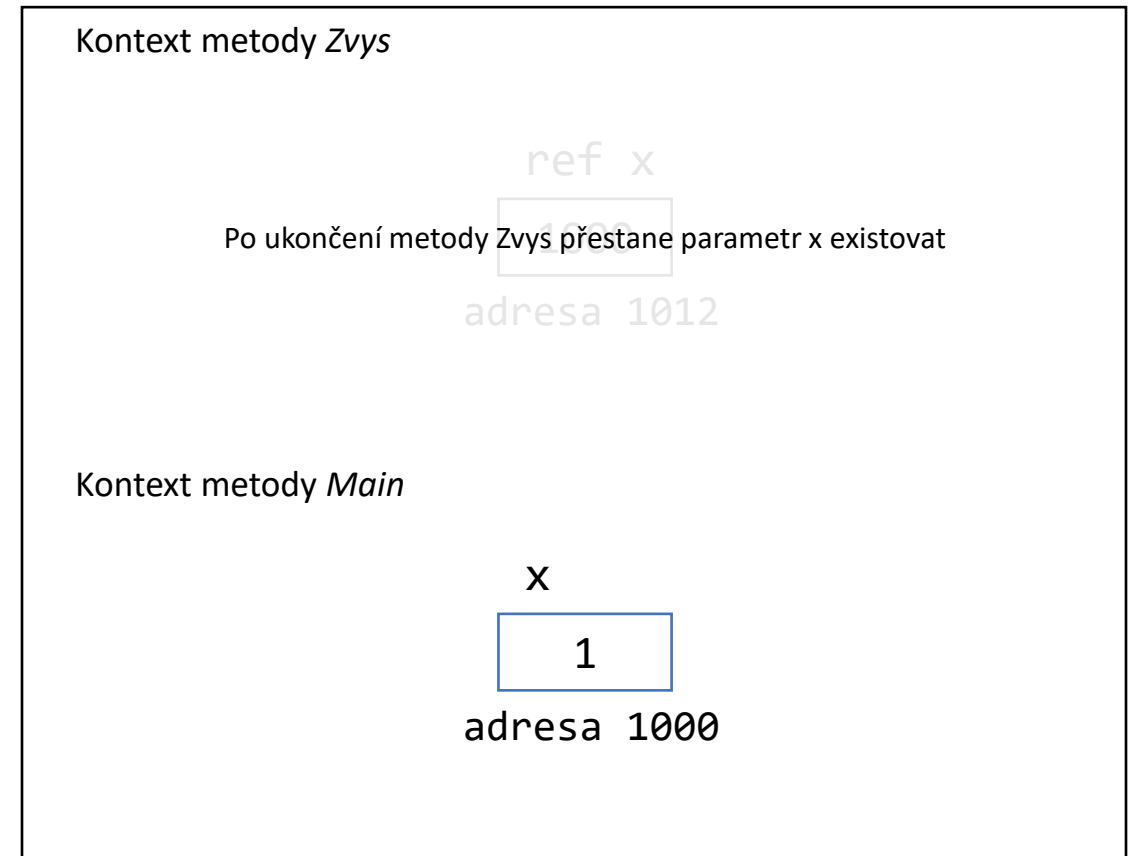 Kontext metody Zvys
ref x
1000
Po ukončení metody Zvys přestane parametr x existovat
adresa 1012
Kontext metody Main
x
1
adresa 1000